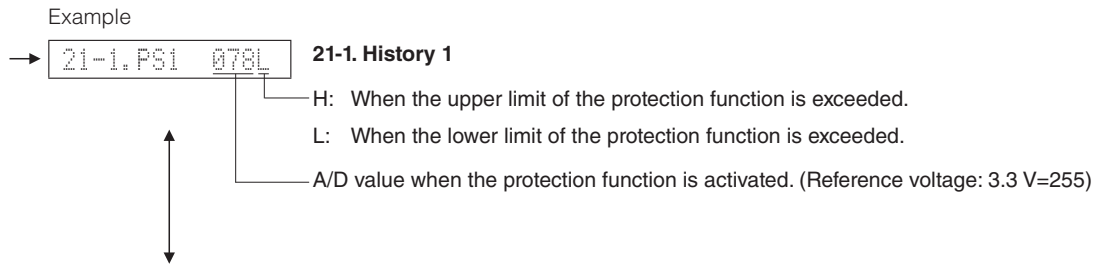 Example
21-1.PS1 078L
21-1. History 1
H: When the upper limit of the protection function is exceeded.
L: When the lower limit of the protection function is exceeded.
A/D value when the protection function is activated. (Reference voltage: 3.3 V=255)